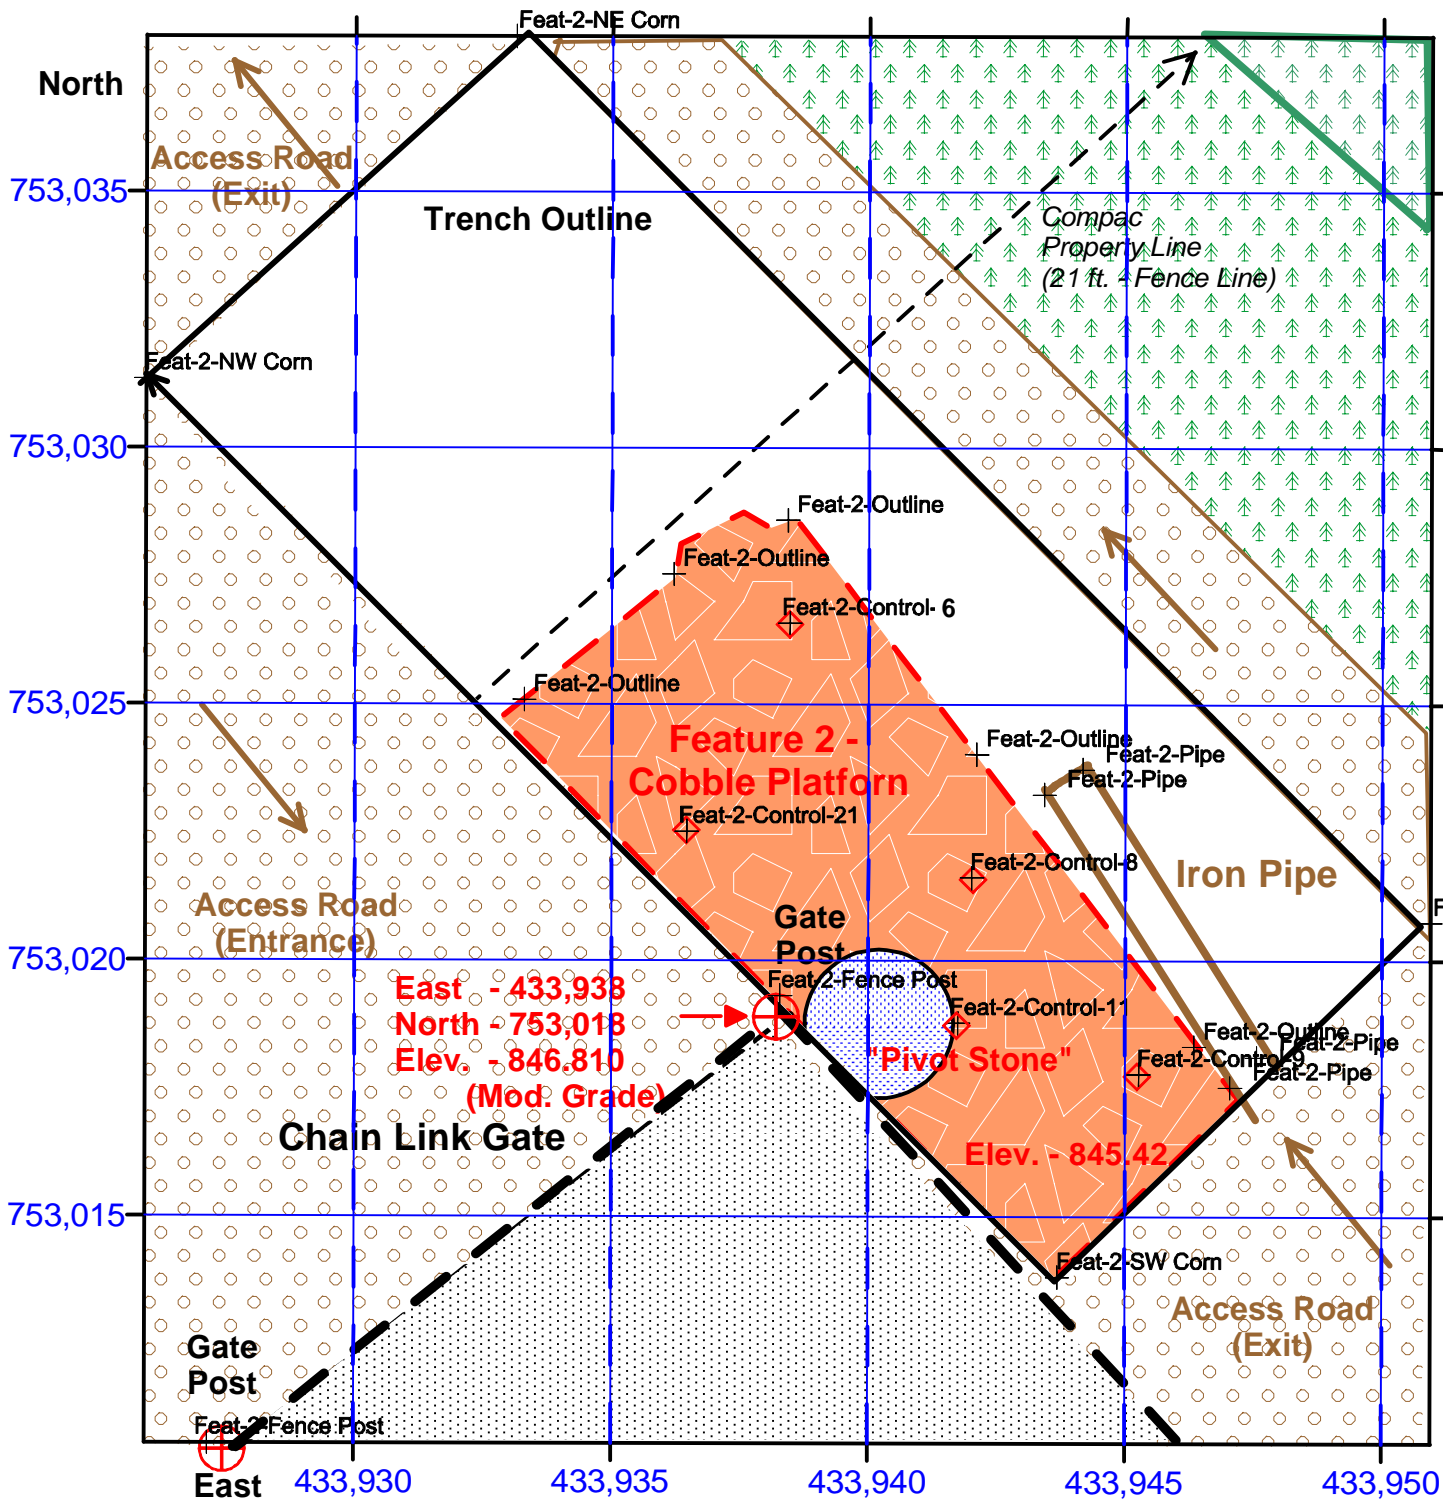 Feat-2-NE Corn
North
Access Road
(Exit)
753,035
Trench Outline
Compac
Property Line
(21 ft. - Fence Line)
Feat-2-NW Corn
753,030
Feat-2-Outline
Feat-2-Outline
Feat-2-Control- 6
Feat-2-Outline
753,025
Feature 2 -
Cobble Platforn
Feat-2-Outline
Feat-2-Pipe
Feat-2-Pipe
Feat-2-Control-21
Feat-2-Control-8
Iron Pipe
Access Road
(Entrance)
Gate
Post
F
753,020
Feat-2-Fence Post
East - 433,938
North - 753,018
Elev. - 846.810
(Mod. Grade)
Feat-2-Control-11
"Pivot Stone"
Feat-2-Outline
Feat-2-Pipe
Feat-2-Control-9
Feat-2-Pipe
Chain Link Gate
Elev. - 845.42
753,015
Feat-2-SW Corn
Access Road
(Exit)
Gate
Post
Feat-2-Fence Post
East
433,930
433,935
433,940
433,945
433,950